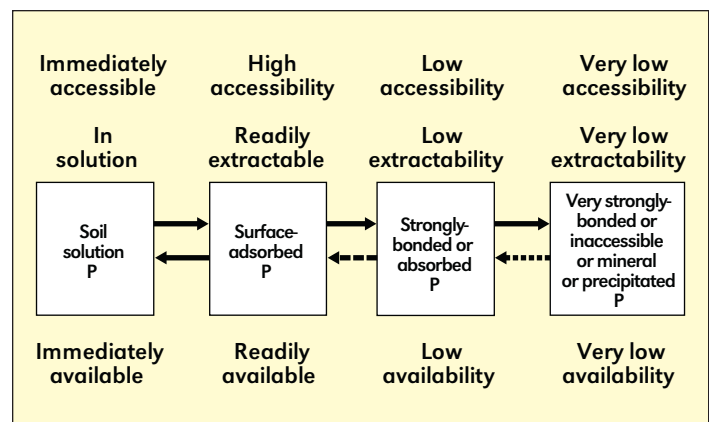 Immediately
accessible
High
accessibility
Low
accessibility
Very low
accessibility
In
solution
Readily
extractable
Low
extractability
Very low
extractability
Soil
solution
P
Surface-
adsorbed
P
Strongly-
bonded or
absorbed
P
Very strongly-
bonded or
inaccessible
or mineral
or precipitated
P
Immediately
available
Readily
available
Low
availability
Very low
availability